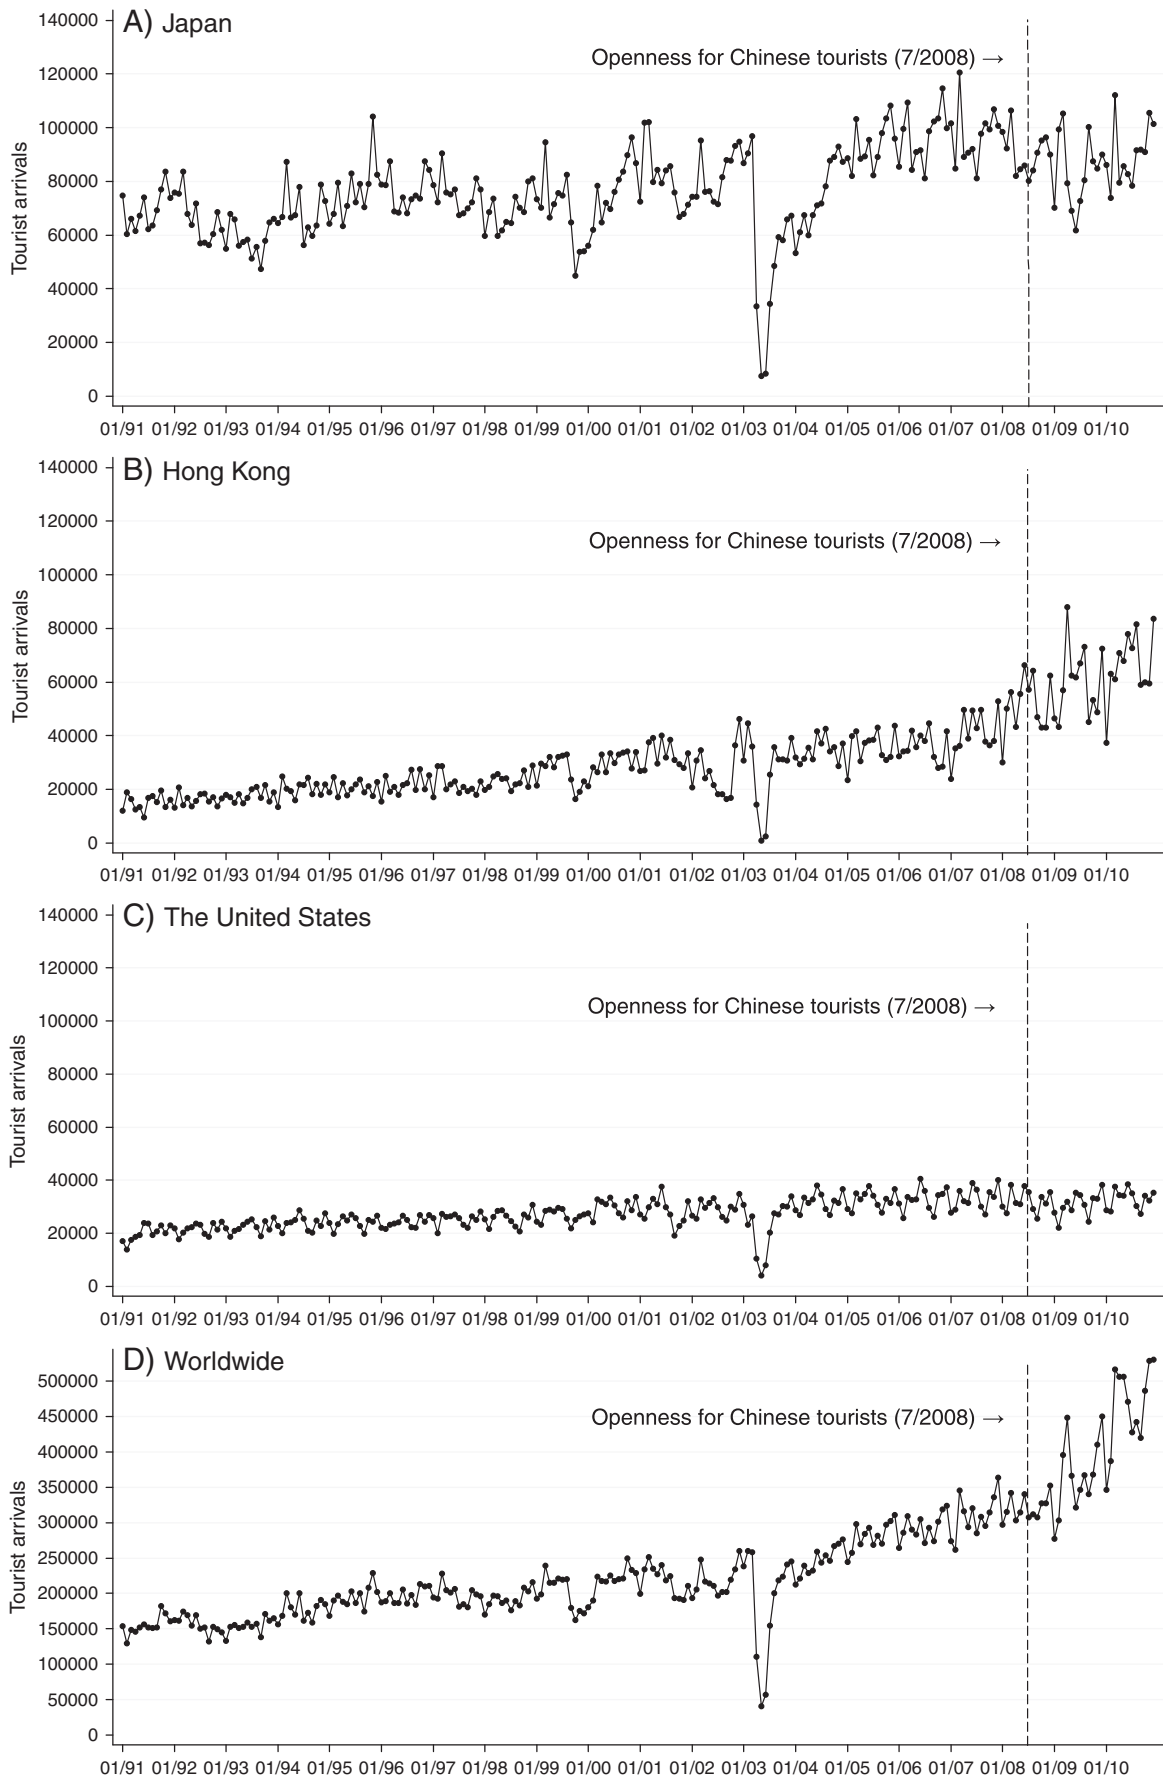 A) Japan
140000
Openness for Chinese tourists (7/2008) →
120000
100000
80000
60000
40000
20000
0
Tourist arrivals
01/91 01/92 01/93 01/94 01/95 01/96 01/97 01/98 01/99 01/00 01/01 01/02 01/03 01/04 01/05 01/06 01/07 01/08 01/09 01/10
B) Hong Kong
140000
120000
Openness for Chinese tourists (7/2008) →
100000
80000
60000
40000
20000
0
Tourist arrivals
01/91 01/92 01/93 01/94 01/95 01/96 01/97 01/98 01/99 01/00 01/01 01/02 01/03 01/04 01/05 01/06 01/07 01/08 01/09 01/10
C) The United States
140000
120000
Openness for Chinese tourists (7/2008) →
100000
80000
60000
40000
20000
0
Tourist arrivals
01/91 01/92 01/93 01/94 01/95 01/96 01/97 01/98 01/99 01/00 01/01 01/02 01/03 01/04 01/05 01/06 01/07 01/08 01/09 01/10
D) Worldwide
500000
Openness for Chinese tourists (7/2008) →
450000
400000
350000
300000
250000
200000
150000
100000
50000
0
Tourist arrivals
01/91 01/92 01/93 01/94 01/95 01/96 01/97 01/98 01/99 01/00 01/01 01/02 01/03 01/04 01/05 01/06 01/07 01/08 01/09 01/10